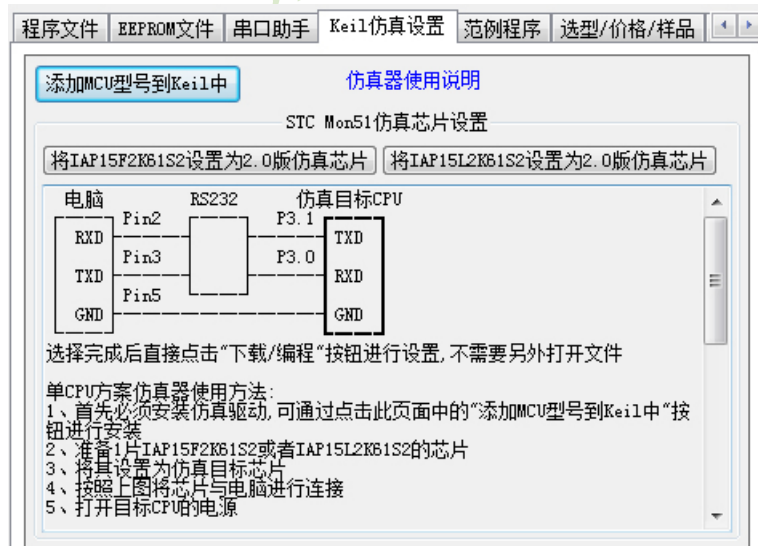 程序文件 EEPROM文件 串口助手 Keil仿真设置 范例程序 选型/价格/样品
添加MCU型号到Keil中 仿真器使用说明
STC Mon51仿真芯片设置
将IAP15F2K61S2设置为2.0版仿真芯片 将IAP15L2K61S2设置为2.0版仿真芯片
电脑 RS232 仿真目标CPU
Pin2 P3.1
RXD TXD
Pin3 P3.0
TXD RXD
Pin5
GND GND
选择完成后直接点击"下载/编程"按钮进行设置,不需要另外打开文件
单CPU方案仿真器使用方法:
1、首先必须安装仿真驱动,可通过点击此页面中的"添加MCU型号到Keil中"按
钮进行安装
2、准备1片IAP15F2K61S2或者IAP15L2K61S2的芯片
3、将其设置为仿真目标芯片
4、按照上图将芯片与电脑进行连接
5、打开目标CPU的电源